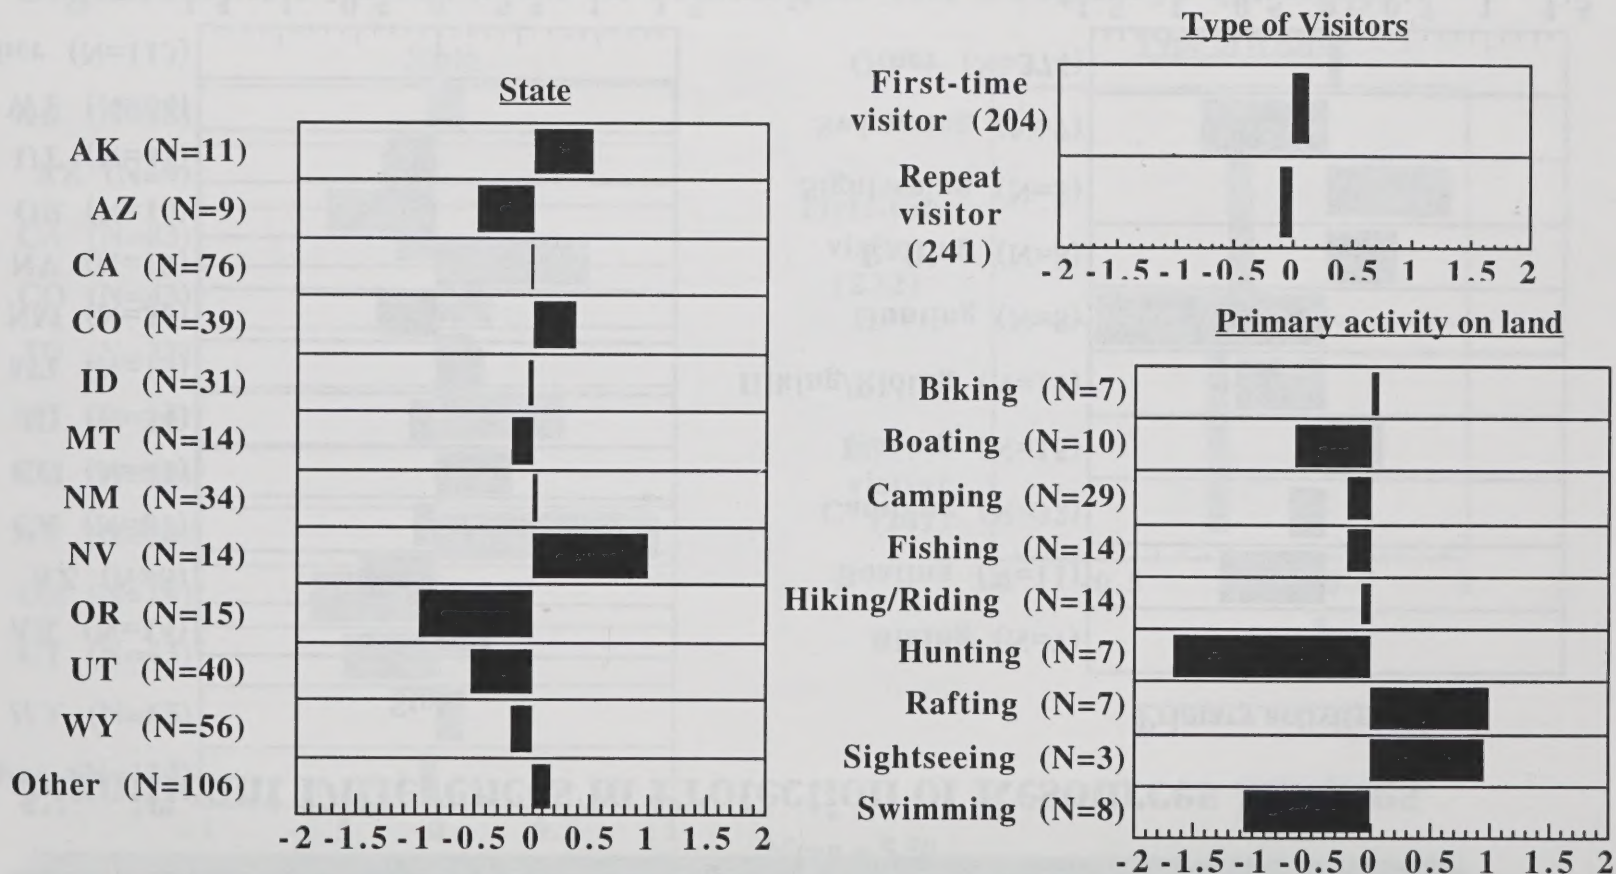 State
AK (N=11)
AZ (N=9)
CA (N=76)
CO (N=39)
ID (N=31)
MT (N=14)
NM (N=34)
NV (N=14)
OR (N=15)
UT (N=40)
WY (N=56)
Other (N=106)
-2 -1.5 -1 -0.5 0 0.5 1 1.5 2
Type of Visitors
First-time
visitor (204)
Repeat
visitor
(241)
-2 -1.5 -1 -0.5 0 0.5 1 1.5 2
Primary activity on land
Biking (N=7)
Boating (N=10)
Camping (N=29)
Fishing (N=14)
Hiking/Riding (N=14)
Hunting (N=7)
Rafting (N=7)
Sightseeing (N=3)
Swimming (N=8)
-2 -1.5 -1 -0.5 0 0.5 1 1.5 2